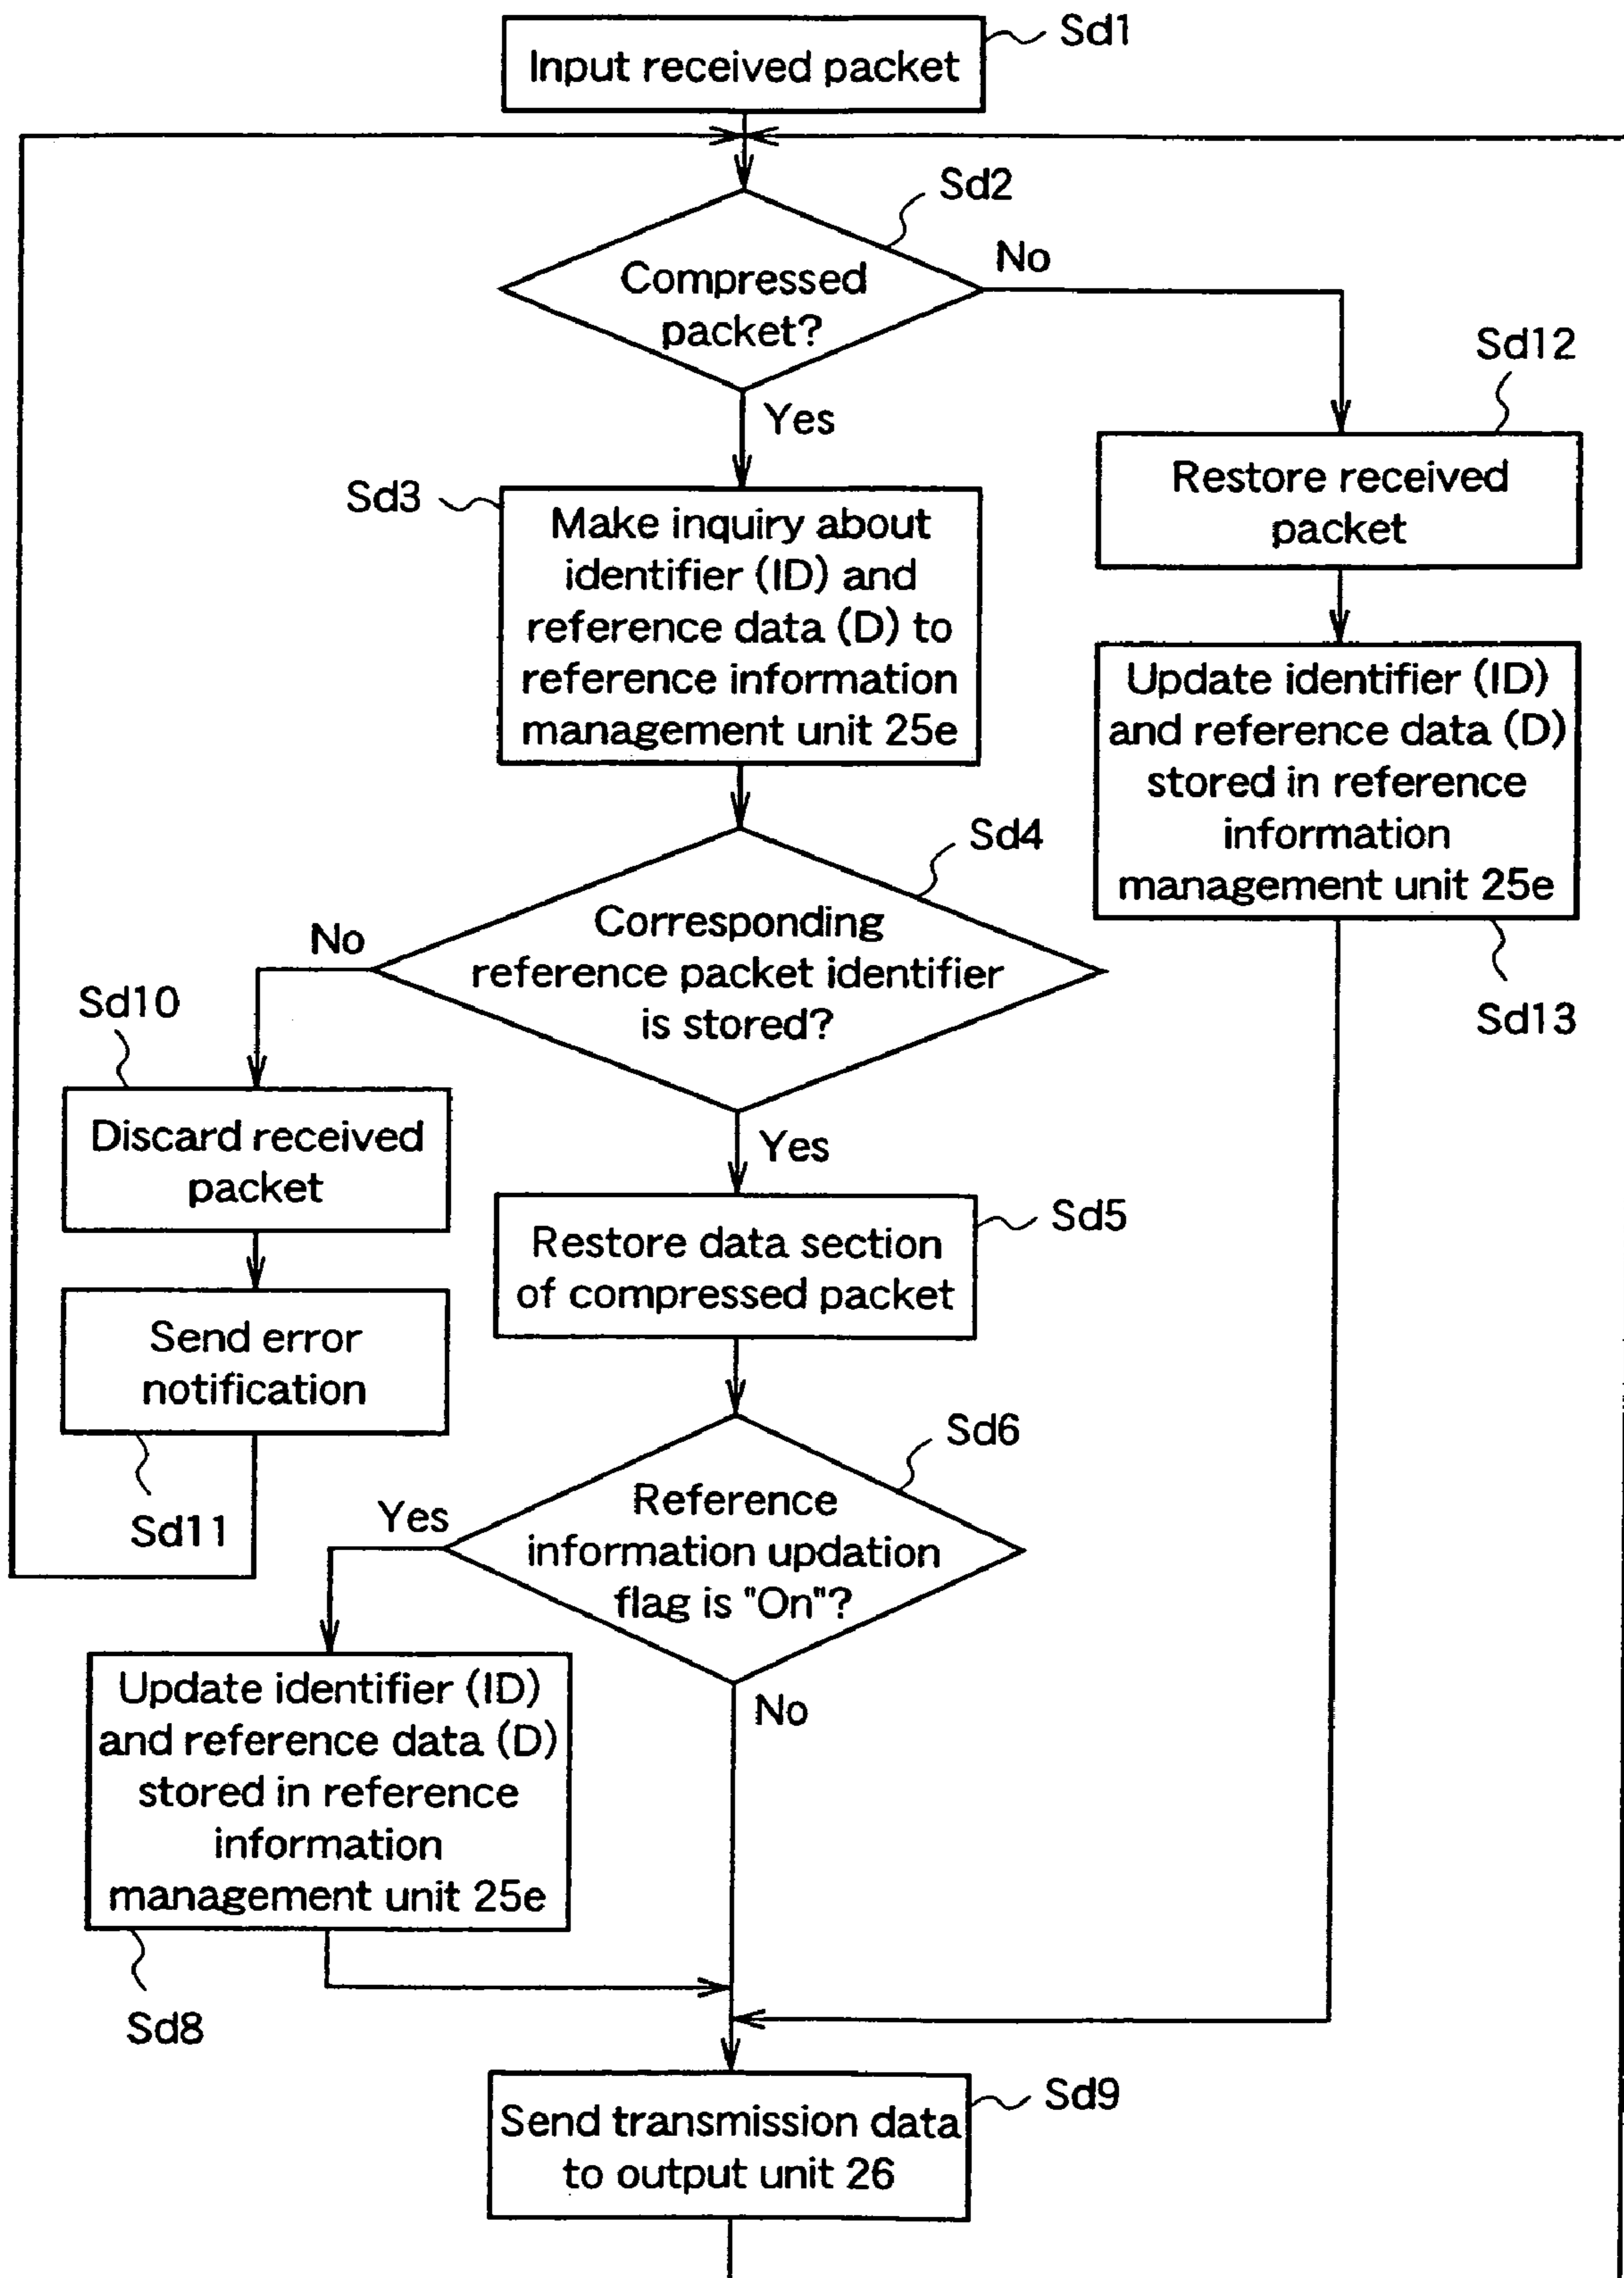 Sd1
Input received packet
Sd2
No
Compressed
packet?
Yes
Sd12
Restore received
packet
Sd3
Make inquiry about
identifier (ID) and
reference data (D) to
reference information
management unit 25e
Update identifier (ID)
and reference data (D)
stored in reference
information
management unit 25e
Sd13
Sd4
No
Corresponding
reference packet identifier
is stored?
Yes
Sd10
Discard received
packet
Send error
notification
Sd11
Sd5
Restore data section
of compressed packet
Sd6
Yes
Reference
information updation
flag is "On"?
No
Update identifier (ID)
and reference data (D)
stored in reference
information
management unit 25e
Sd8
Sd9
Send transmission data
to output unit 26